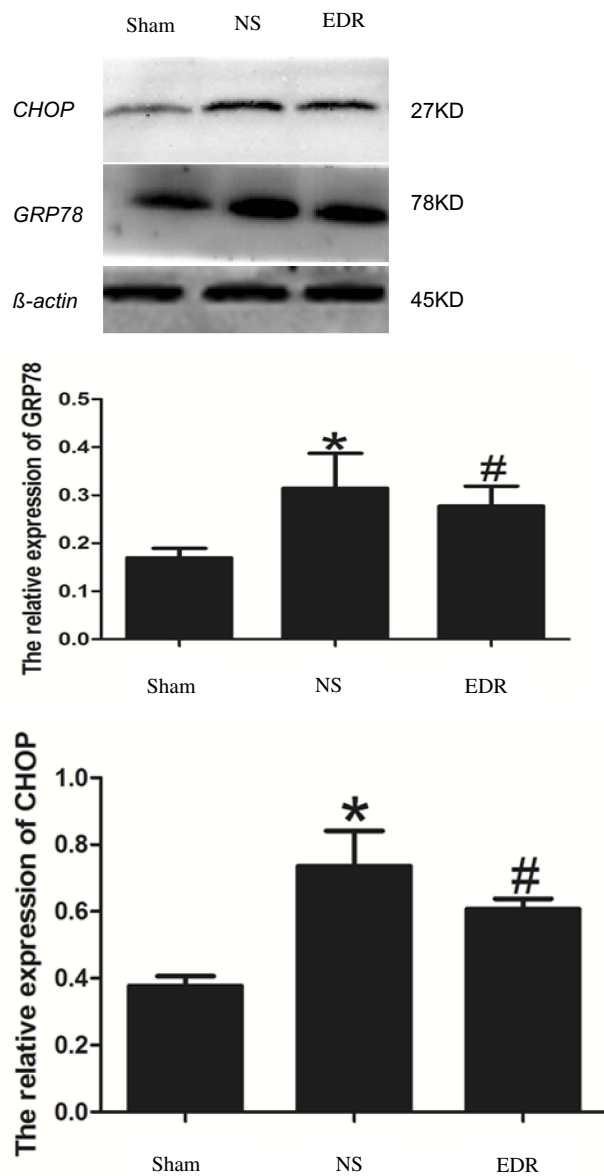 Sham NS EDR
CHOP 27KD
GRP78 78KD
ß-actin 45KD
The relative expression of GRP78
0.5
0.4
0.3
0.2
0.1
0.0
*
#
Sham NS EDR
The relative expression of CHOP
1.0
0.8
0.6
0.4
0.2
0.0
*
#
Sham NS EDR